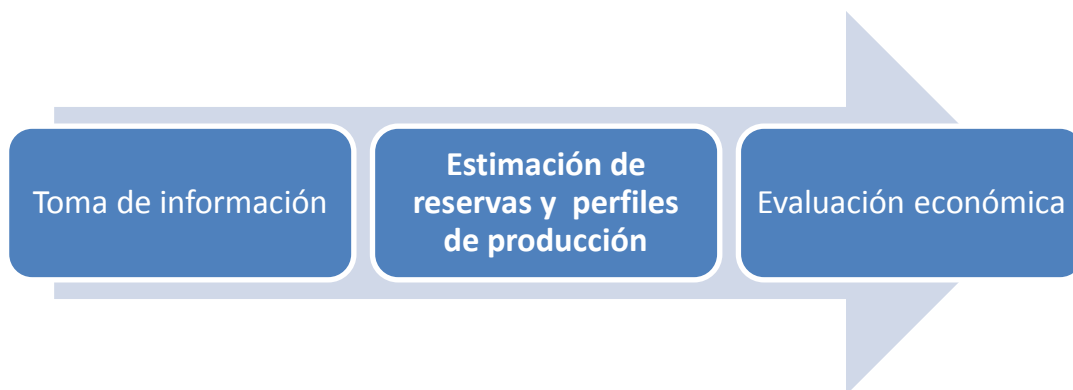 Toma de información
Estimación de
reservas y perfiles
de producción
Evaluación económica